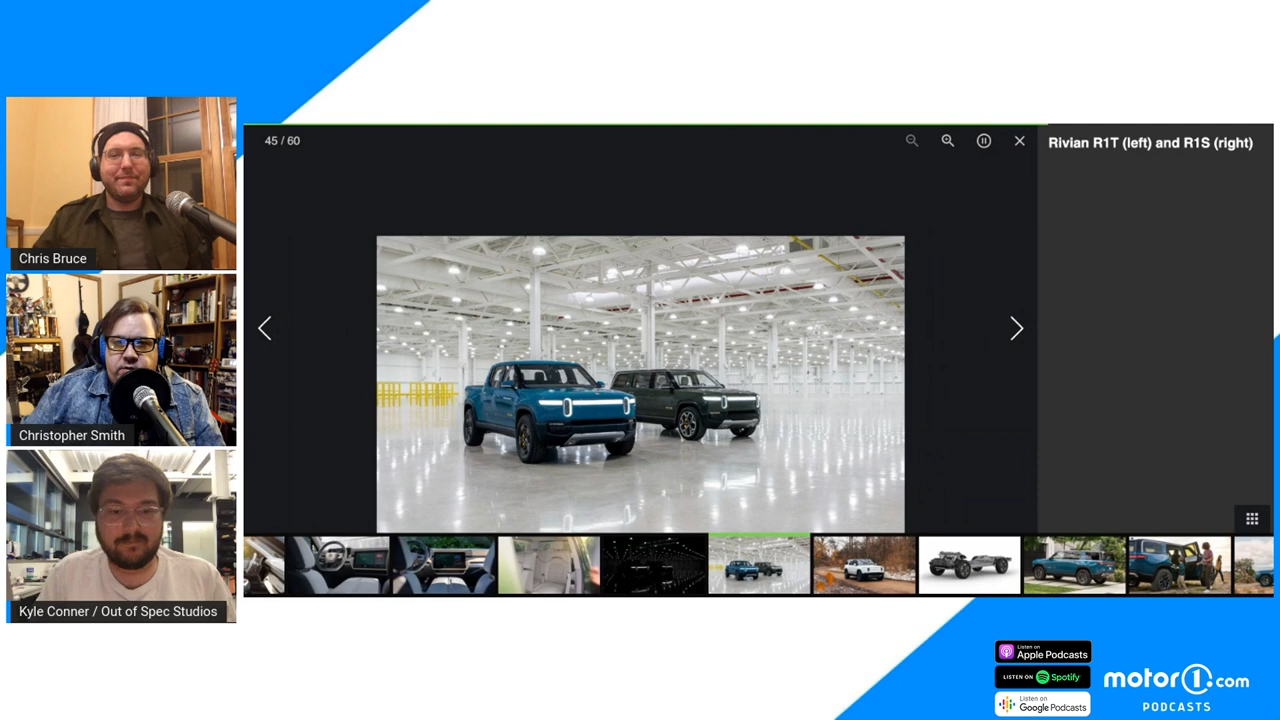 Chris Bruce
Christopher Smith
Kyle Conner / Out of Spec Studios
45 / 60
Rivian R1T (left) and R1S (right)
Listen on
Apple Podcasts
LISTEN ON Spotify
Listen on
Google Podcasts
motor1.com
PODCASTS